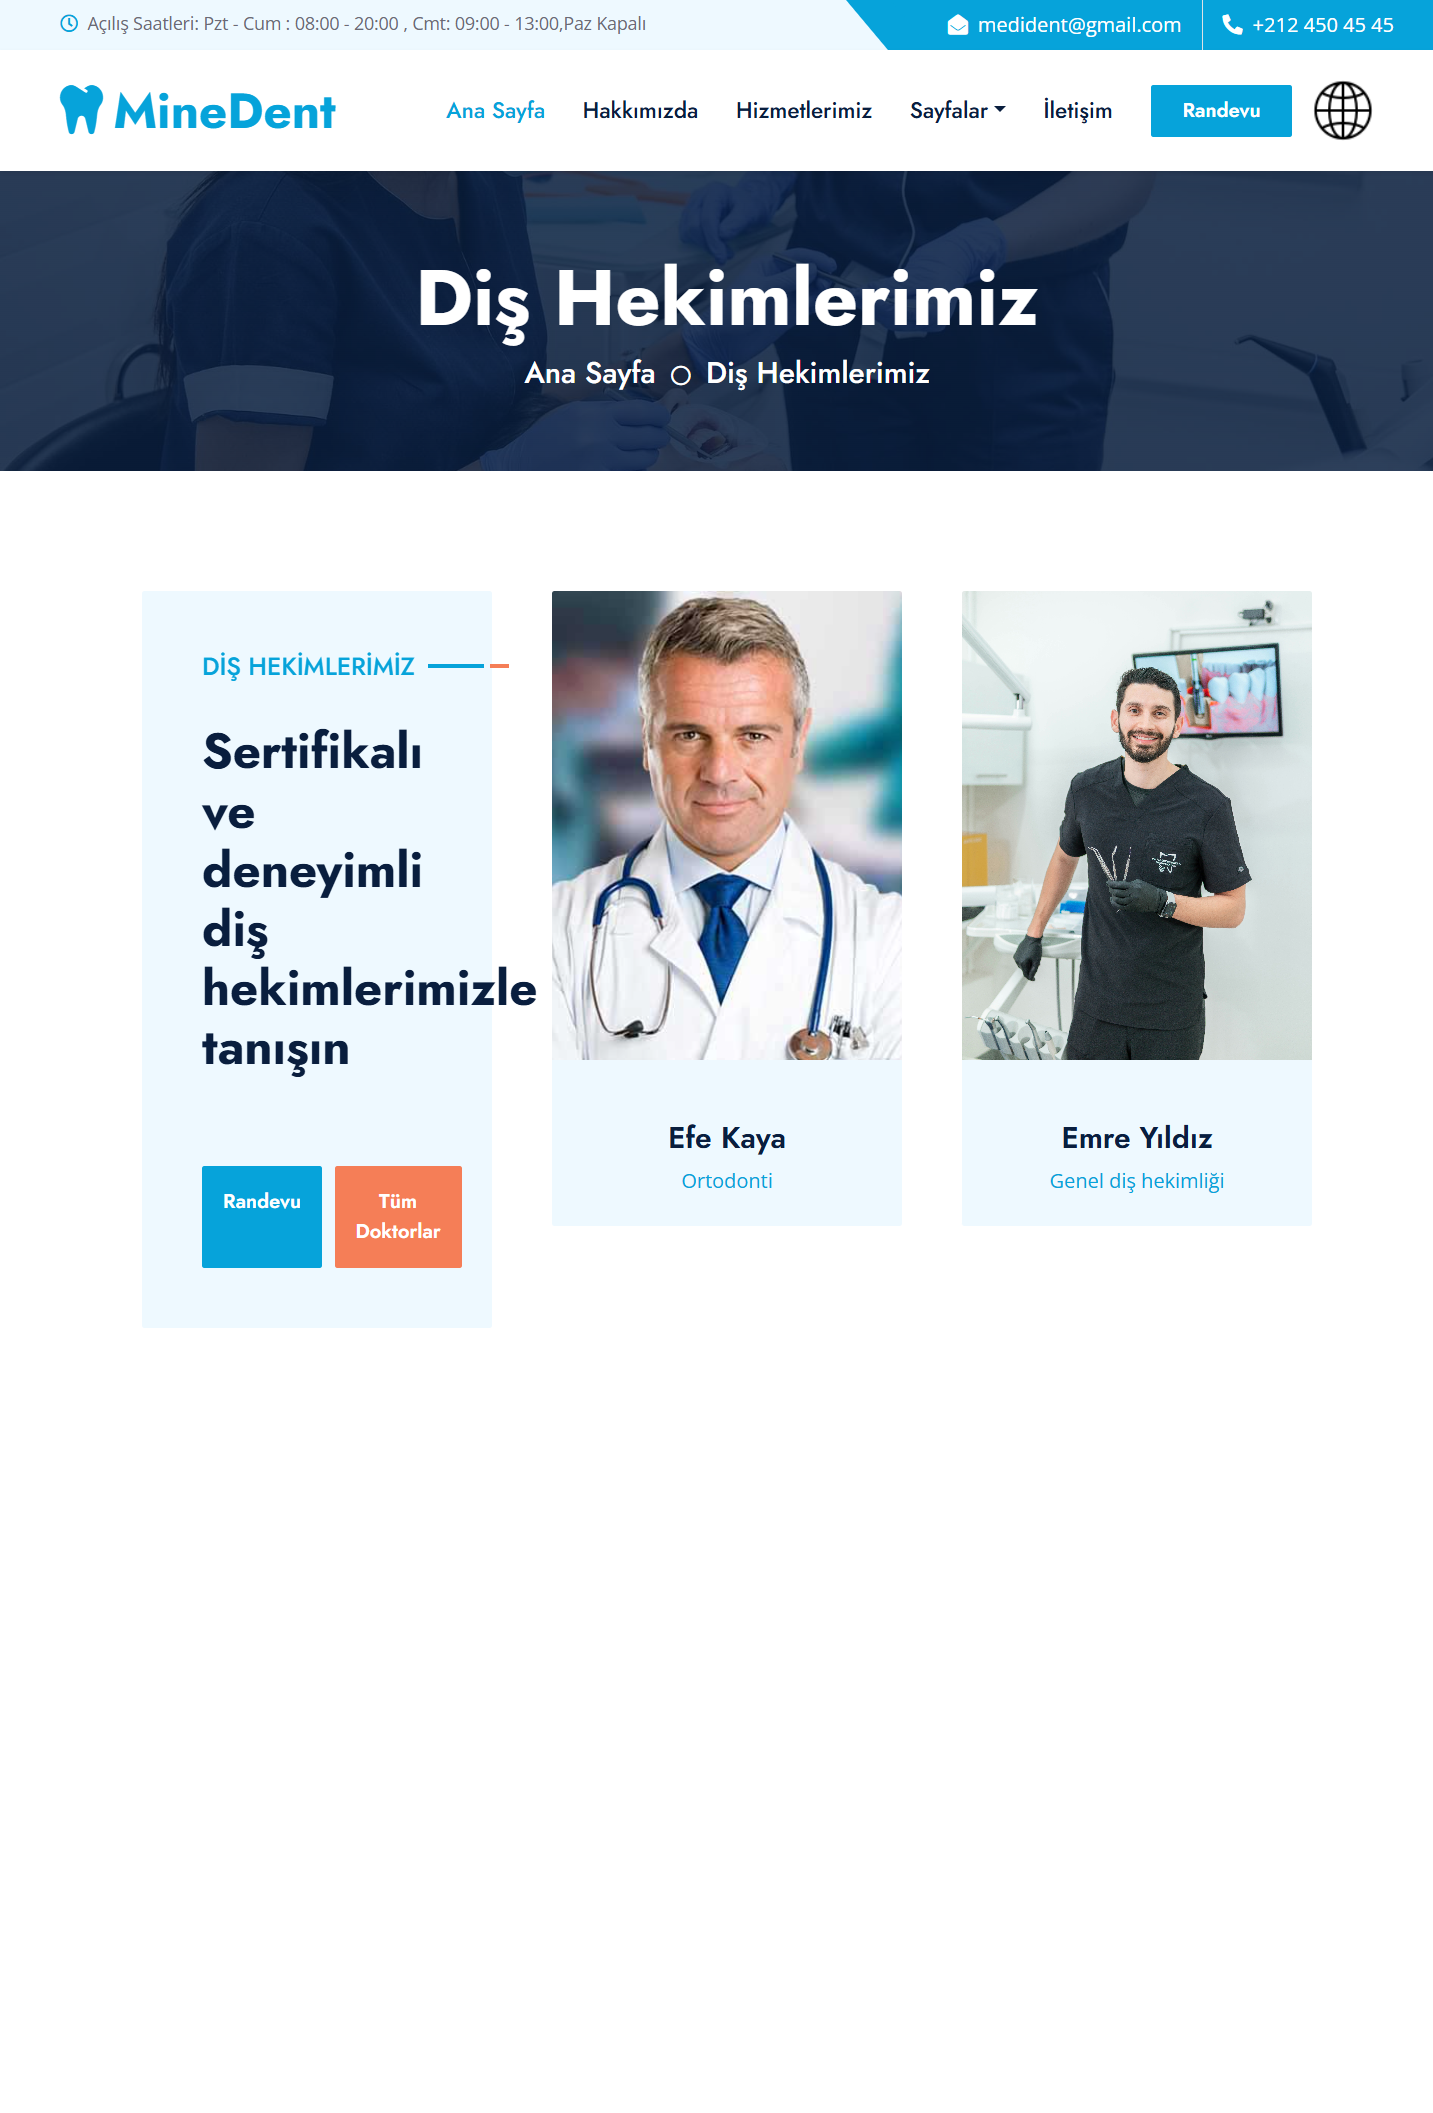 Açılış Saatleri: Pzt - Cum : 08:00 - 20:00 , Cmt: 09:00 - 13:00,Paz Kapalı
medident@gmail.com
+212 450 45 45
MineDent
Ana Sayfa
Hakkımızda
Hizmetlerimiz
Sayfalar
İletişim
Randevu
Diş Hekimlerimiz
Ana Sayfa
Diş Hekimlerimiz
DİŞ HEKİMLERİMİZ
Sertifikalı
ve
deneyimli
diş
hekimlerimizle
tanışın
Randevu
Tüm
Doktorlar
Efe Kaya
Ortodonti
Emre Yıldız
Genel diş hekimliği